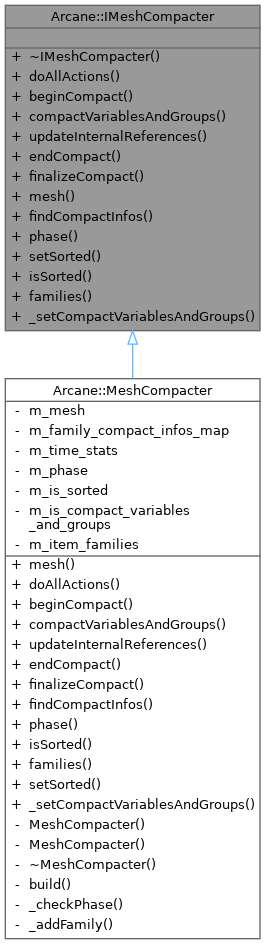 Arcane::IMeshCompacter
+ ~IMeshCompacter()
+ doAllActions()
+ beginCompact()
+ compactVariablesAndGroups()
+ updateInternalReferences()
+ endCompact()
+ finalizeCompact()
+ mesh()
+ findCompactInfos()
+ phase()
+ setSorted()
+ isSorted()
+ families()
+ _setCompactVariablesAndGroups()
Arcane::MeshCompacter
- m_mesh
- m_family_compact_infos_map
- m_time_stats
- m_phase
- m_is_sorted
- m_is_compact_variables
_and_groups
- m_item_families
+ mesh()
+ doAllActions()
+ beginCompact()
+ compactVariablesAndGroups()
+ updateInternalReferences()
+ endCompact()
+ finalizeCompact()
+ findCompactInfos()
+ phase()
+ isSorted()
+ families()
+ setSorted()
+ _setCompactVariablesAndGroups()
- MeshCompacter()
- MeshCompacter()
- ~MeshCompacter()
- build()
- _checkPhase()
- _addFamily()